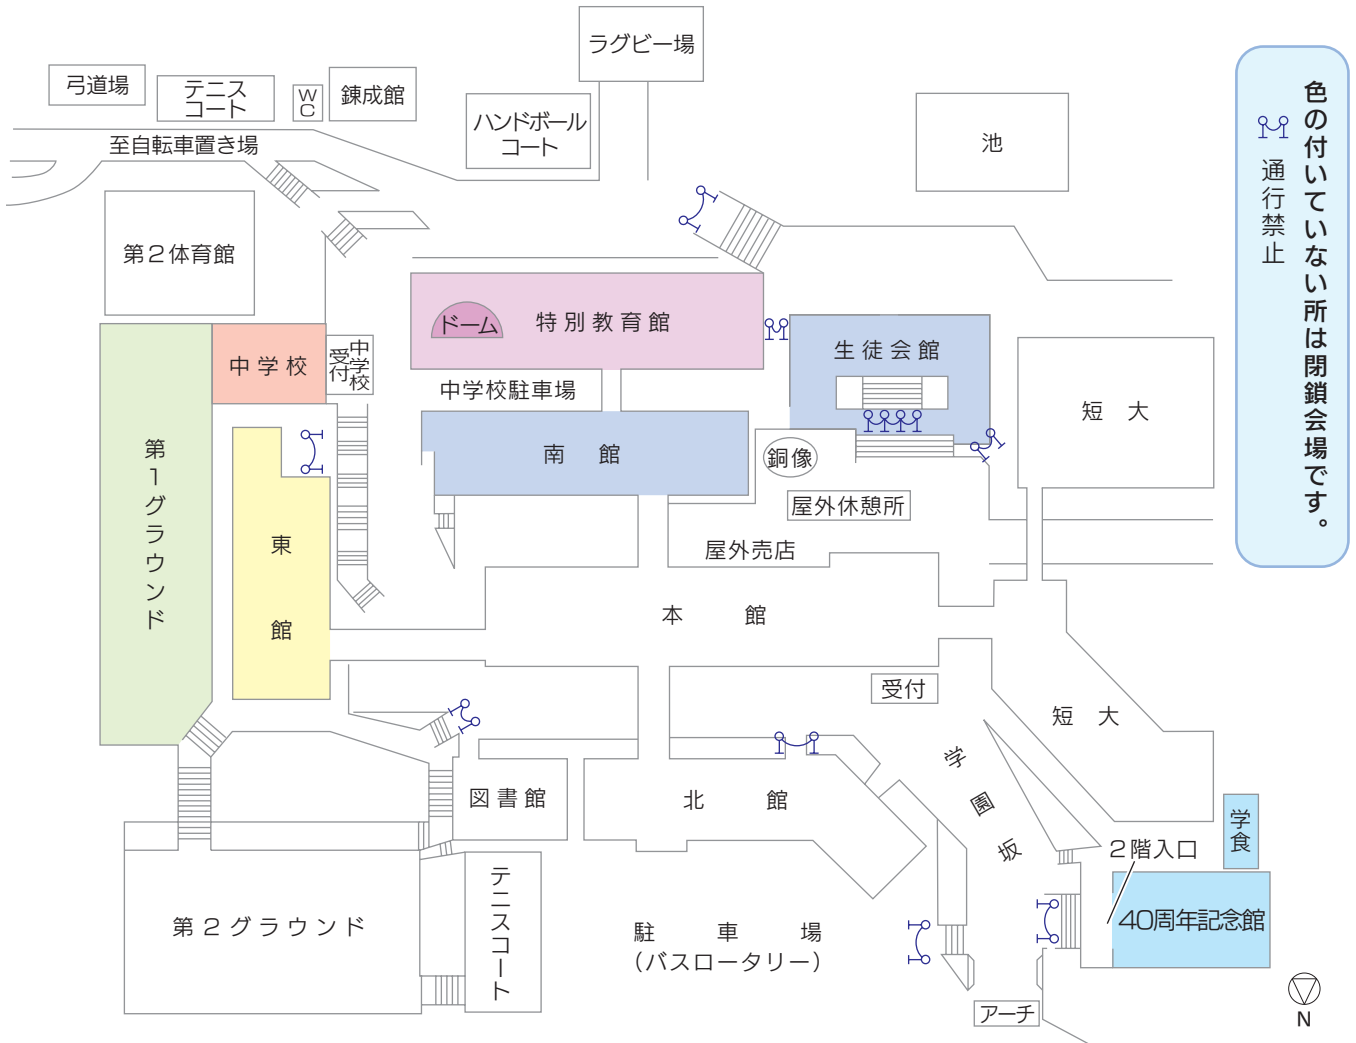 ラグビー場
弓道場
テニス
コート
WC
錬成館
ハンドボール
コート
池
至自転車置き場
第2体育館
ドーム
特別教育館
生徒会館
中学校
中学校
受付
中学校駐車場
短大
南館
銅像
屋外休憩所
屋外売店
第1グラウンド
東館
本館
受付
短大
学園坂
図書館
北館
学食
2階入口
40周年記念館
第2グラウンド
テニスコート
駐車場
(バスロータリー)
アーチ
N
色の付いていない所は閉鎖会場です。
通行禁止